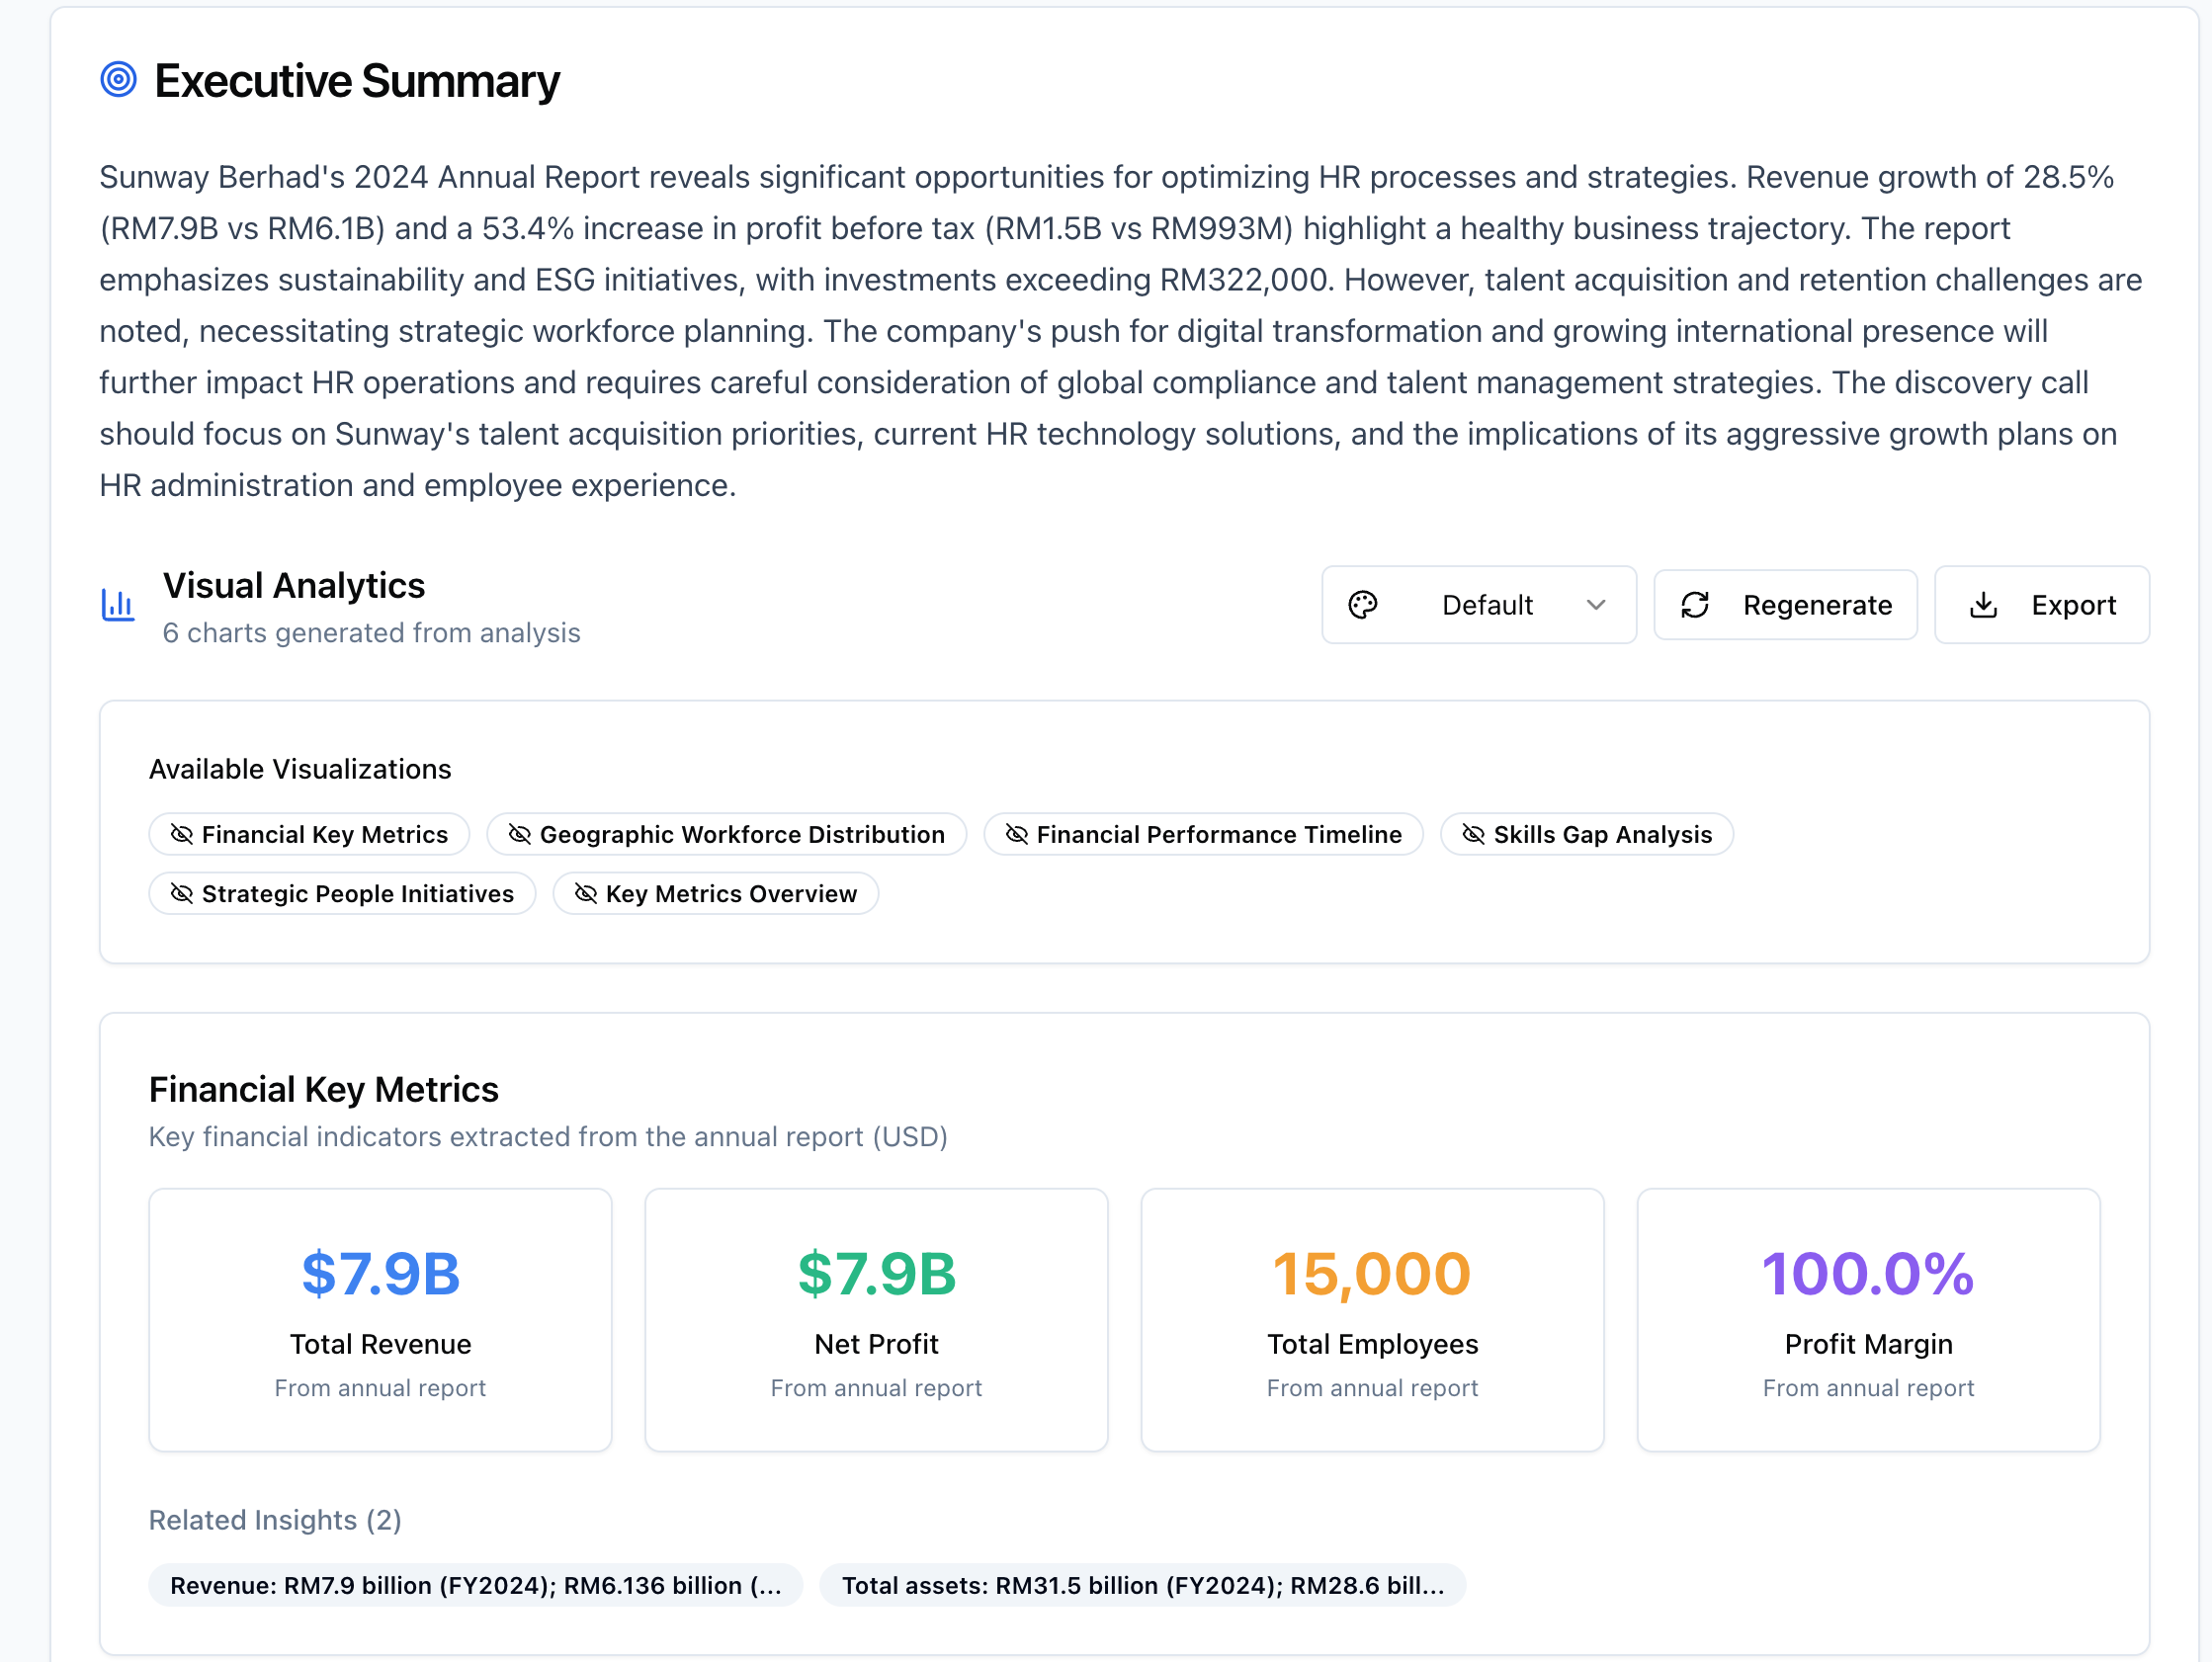 Executive Summary
Sunway Berhad's 2024 Annual Report reveals significant opportunities for optimizing HR processes and strategies. Revenue growth of 28.5%
(RM7.9B vs RM6.1B) and a 53.4% increase in profit before tax (RM1.5B vs RM993M) highlight a healthy business trajectory. The report
emphasizes sustainability and ESG initiatives, with investments exceeding RM322,000. However, talent acquisition and retention challenges are
noted, necessitating strategic workforce planning. The company's push for digital transformation and growing international presence will
further impact HR operations and requires careful consideration of global compliance and talent management strategies. The discovery call
should focus on Sunway's talent acquisition priorities, current HR technology solutions, and the implications of its aggressive growth plans on
HR administration and employee experience.
Visual Analytics
6 charts generated from analysis
Default
Regenerate
Export
Available Visualizations
Financial Key Metrics
Geographic Workforce Distribution
Financial Performance Timeline
Skills Gap Analysis
Strategic People Initiatives
Key Metrics Overview
Financial Key Metrics
Key financial indicators extracted from the annual report (USD)
$7.9B
Total Revenue
From annual report
$7.9B
Net Profit
From annual report
15,000
Total Employees
From annual report
100.0%
Profit Margin
From annual report
Related Insights (2)
Revenue: RM7.9 billion (FY2024); RM6.136 billion (...
Total assets: RM31.5 billion (FY2024); RM28.6 bill...